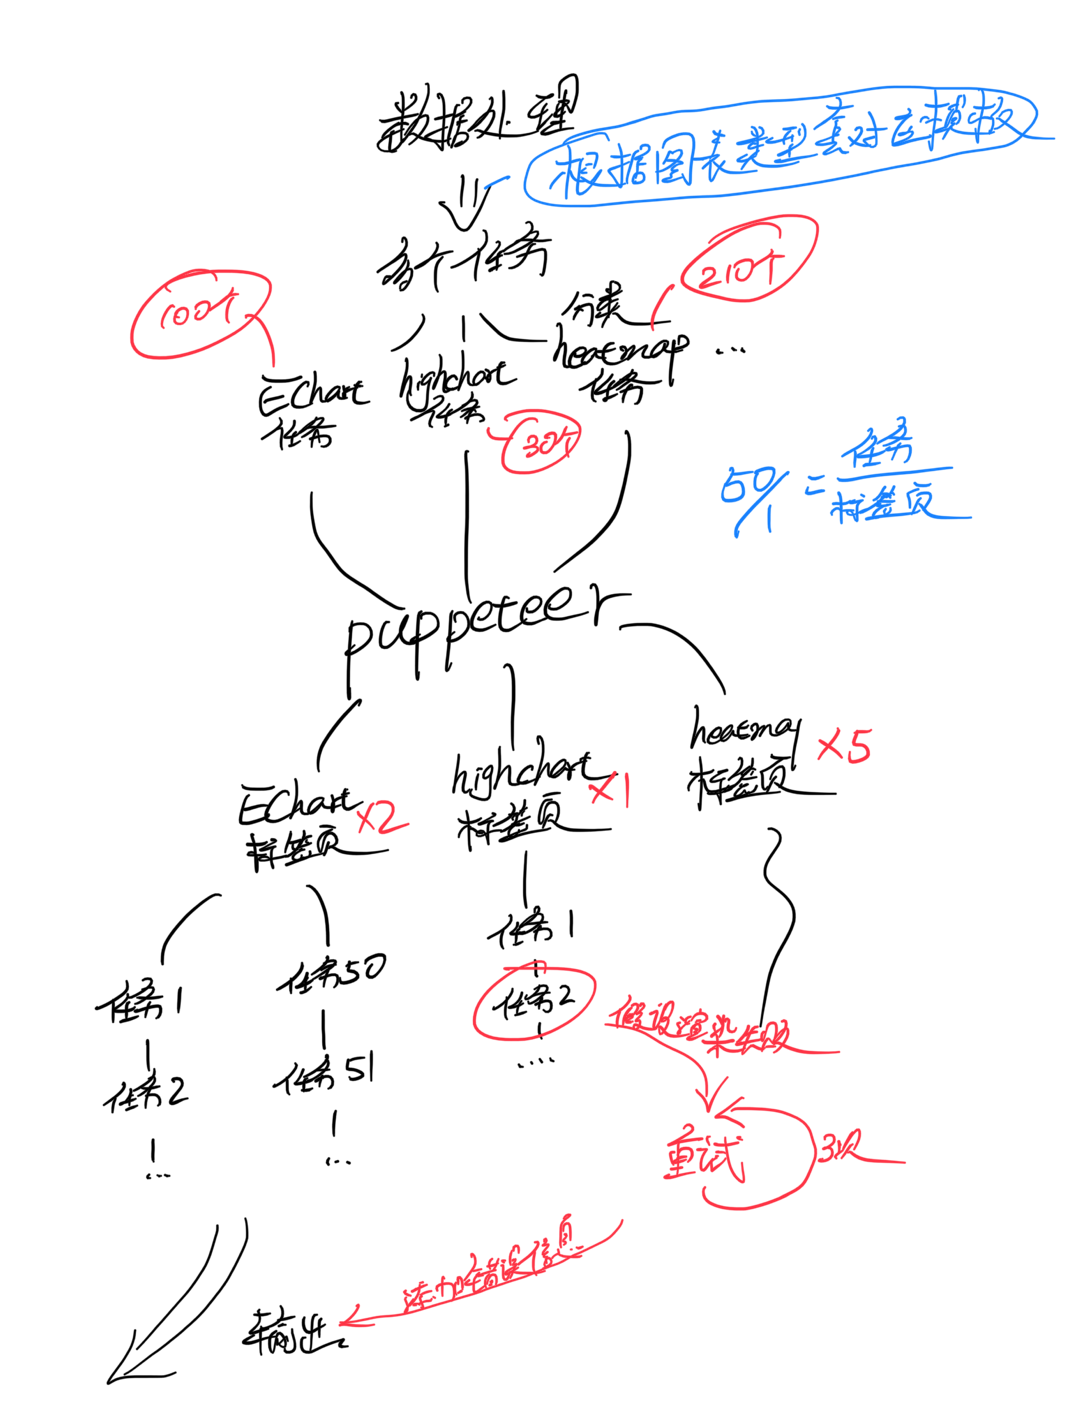 数据处理
根据图表类型套对应模板
多个任务
210个
100个
分类
heatmap
任务
...
EChart
任务
highchart
任务
30个
50/1 = 任务/标签页
puppeteer
heatmap
标签页
×5
highchart
标签页
×1
EChart
标签页
×2
任务1
任务2
...
任务50
任务51
...
任务1
任务2
....
假设渲染失败
重试
3次
添加错误信息
输出